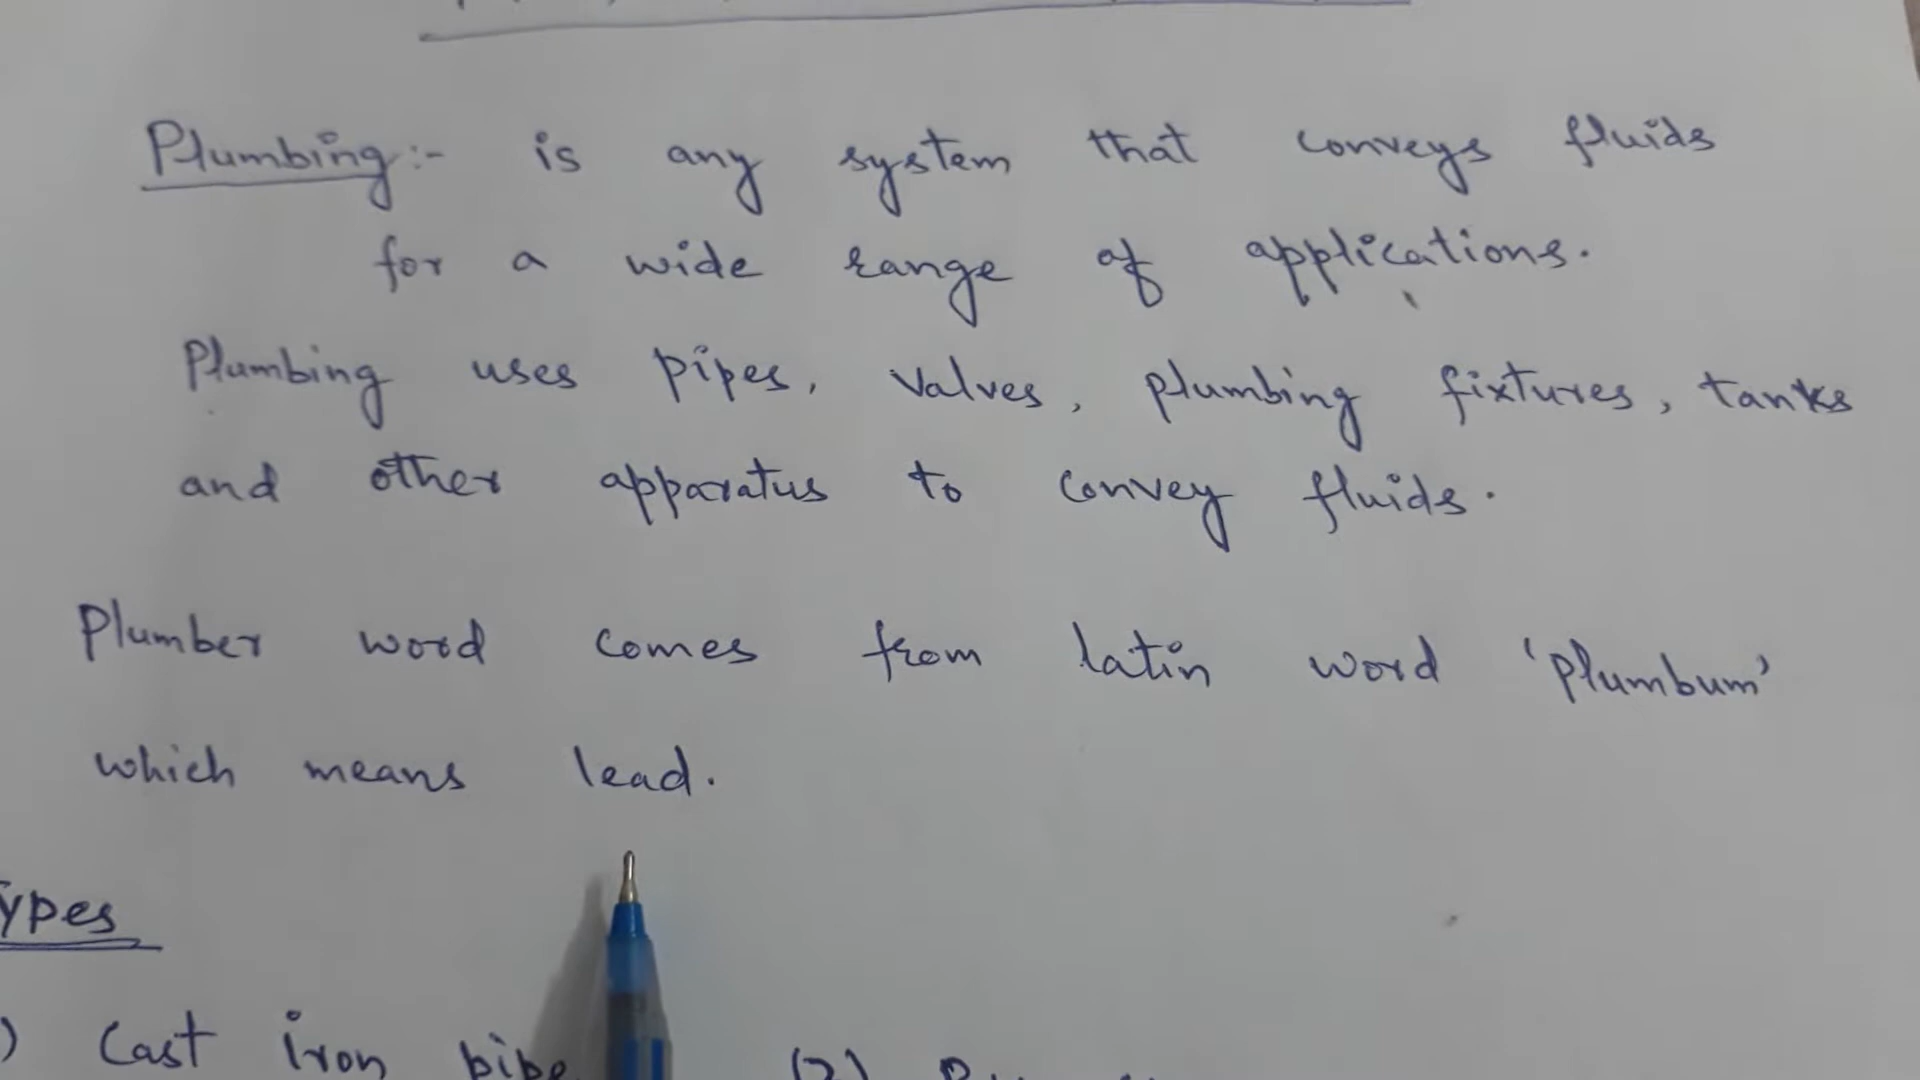 Plumbing:- is any system that conveys fluids
for a wide range of applications.
Plumbing uses pipes, valves, plumbing fixtures, tanks
and other apparatus to convey fluids.
Plumber word comes from latin word 'plumbum'
which means lead.
ypes
) Cast iron pipe (2)